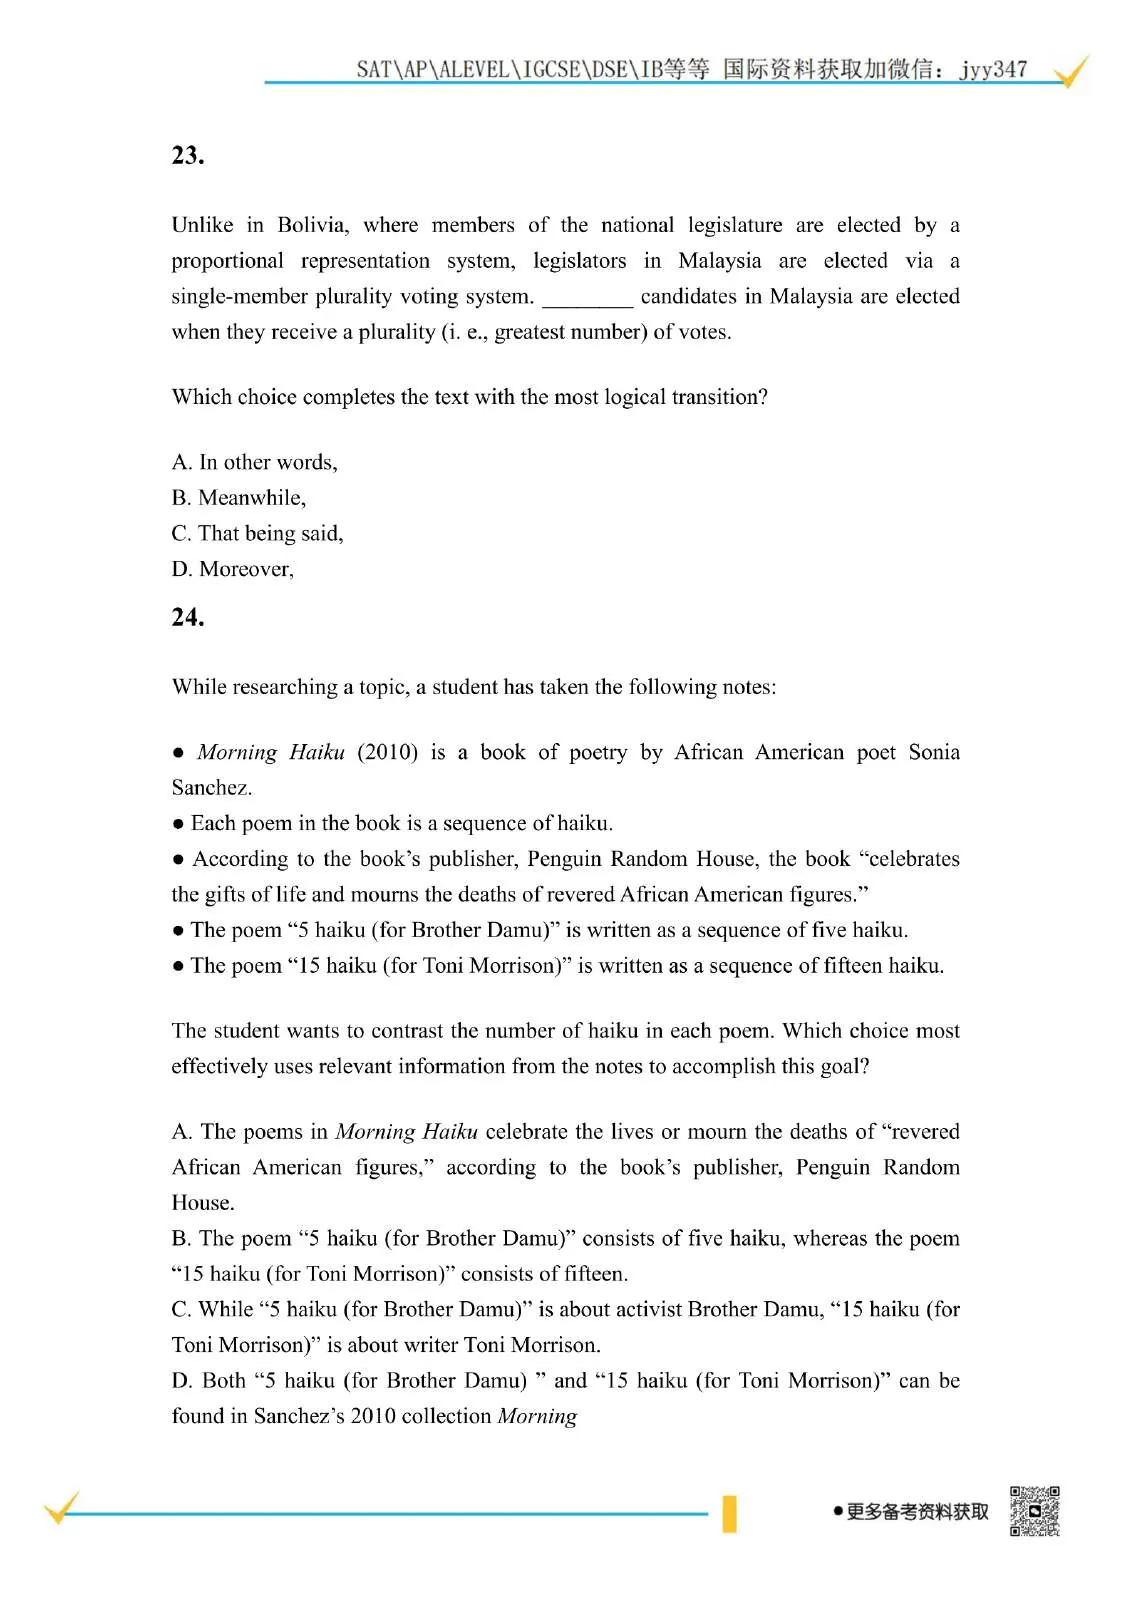 SAT\AP\ALEVEL\IGCSE\DSE\IB等等 国际资料获取加微信：jyy347
23.
Unlike in Bolivia, where members of the national legislature are elected by a
proportional representation system, legislators in Malaysia are elected via a
single-member plurality voting system. ________ candidates in Malaysia are elected
when they receive a plurality (i. e., greatest number) of votes.
Which choice completes the text with the most logical transition?
A. In other words,
B. Meanwhile,
C. That being said,
D. Moreover,
24.
While researching a topic, a student has taken the following notes:
● Morning Haiku (2010) is a book of poetry by African American poet Sonia
Sanchez.
● Each poem in the book is a sequence of haiku.
● According to the book’s publisher, Penguin Random House, the book “celebrates
the gifts of life and mourns the deaths of revered African American figures.”
● The poem “5 haiku (for Brother Damu)” is written as a sequence of five haiku.
● The poem “15 haiku (for Toni Morrison)” is written as a sequence of fifteen haiku.
The student wants to contrast the number of haiku in each poem. Which choice most
effectively uses relevant information from the notes to accomplish this goal?
A. The poems in Morning Haiku celebrate the lives or mourn the deaths of “revered
African American figures,” according to the book’s publisher, Penguin Random
House.
B. The poem “5 haiku (for Brother Damu)” consists of five haiku, whereas the poem
“15 haiku (for Toni Morrison)” consists of fifteen.
C. While “5 haiku (for Brother Damu)” is about activist Brother Damu, “15 haiku (for
Toni Morrison)” is about writer Toni Morrison.
D. Both “5 haiku (for Brother Damu) ” and “15 haiku (for Toni Morrison)” can be
found in Sanchez’s 2010 collection Morning
●更多备考资料获取